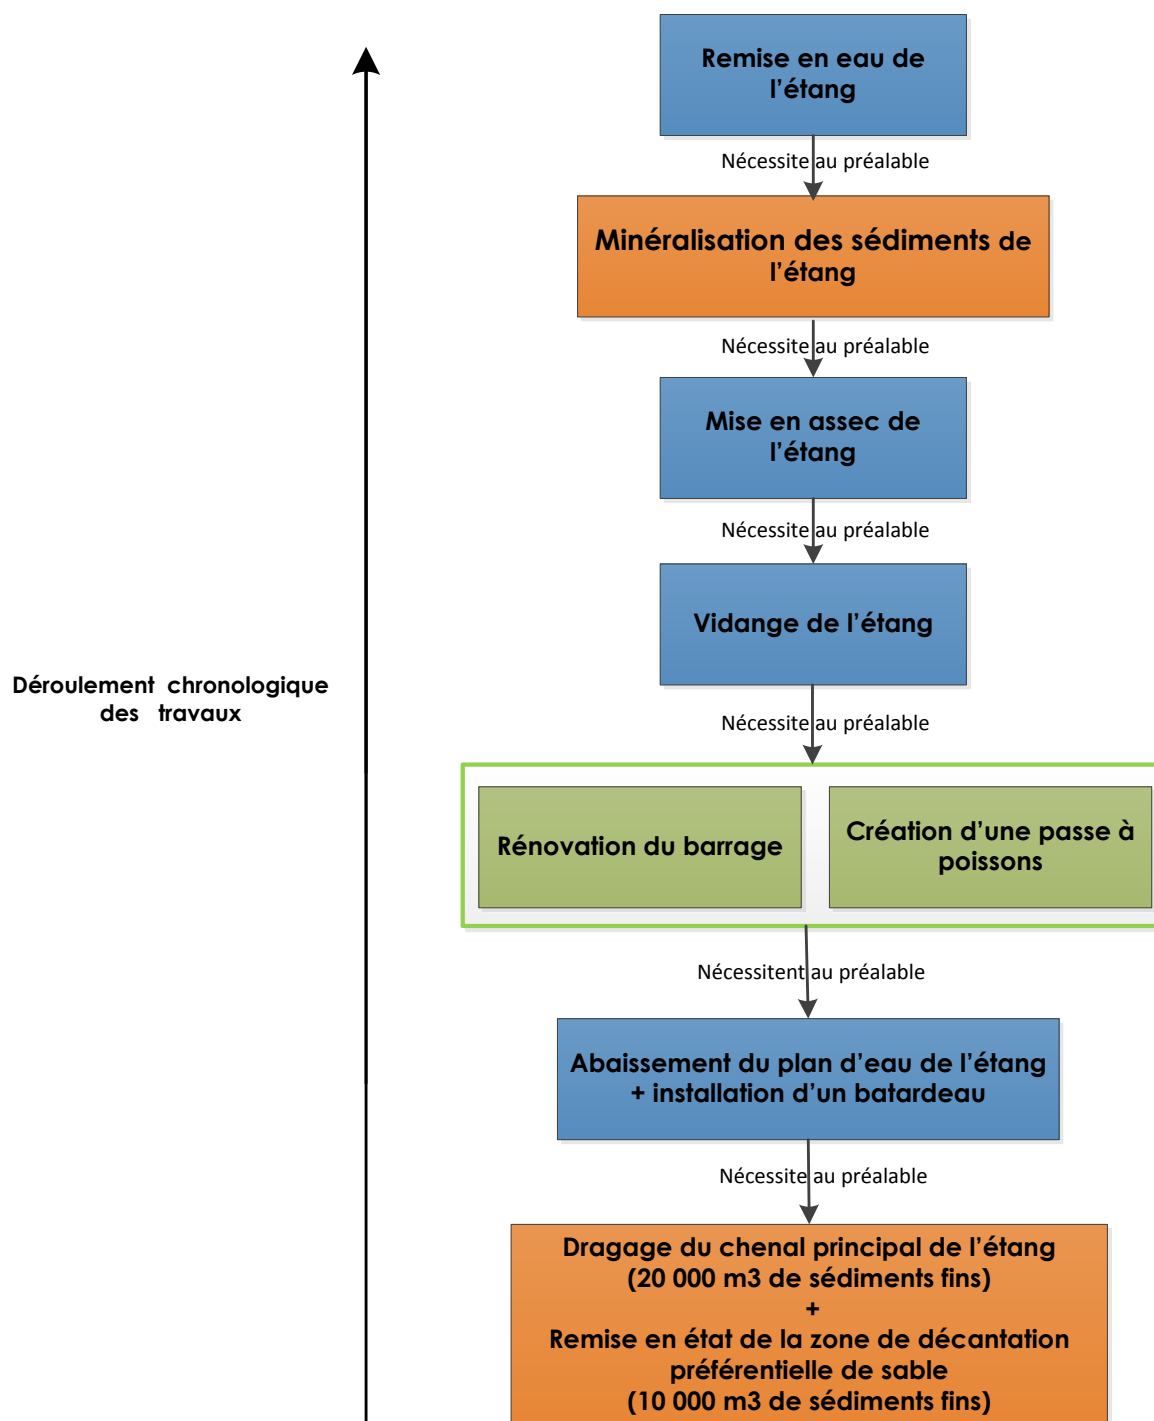 Remise en eau de
l'étang
Nécessite au préalable
Minéralisation des sédiments de
l'étang
Nécessite au préalable
Mise en assec de
l'étang
Nécessite au préalable
Vidange de l'étang
Déroulement chronologique
des travaux
Nécessite au préalable
Rénovation du barrage
Création d'une passe à
poissons
Nécessitent au préalable
Abaissement du plan d'eau de l'étang
+ installation d'un batardeau
Nécessite au préalable
Dragage du chenal principal de l'étang
(20 000 m3 de sédiments fins)
+
Remise en état de la zone de décantation
préférentielle de sable
(10 000 m3 de sédiments fins)